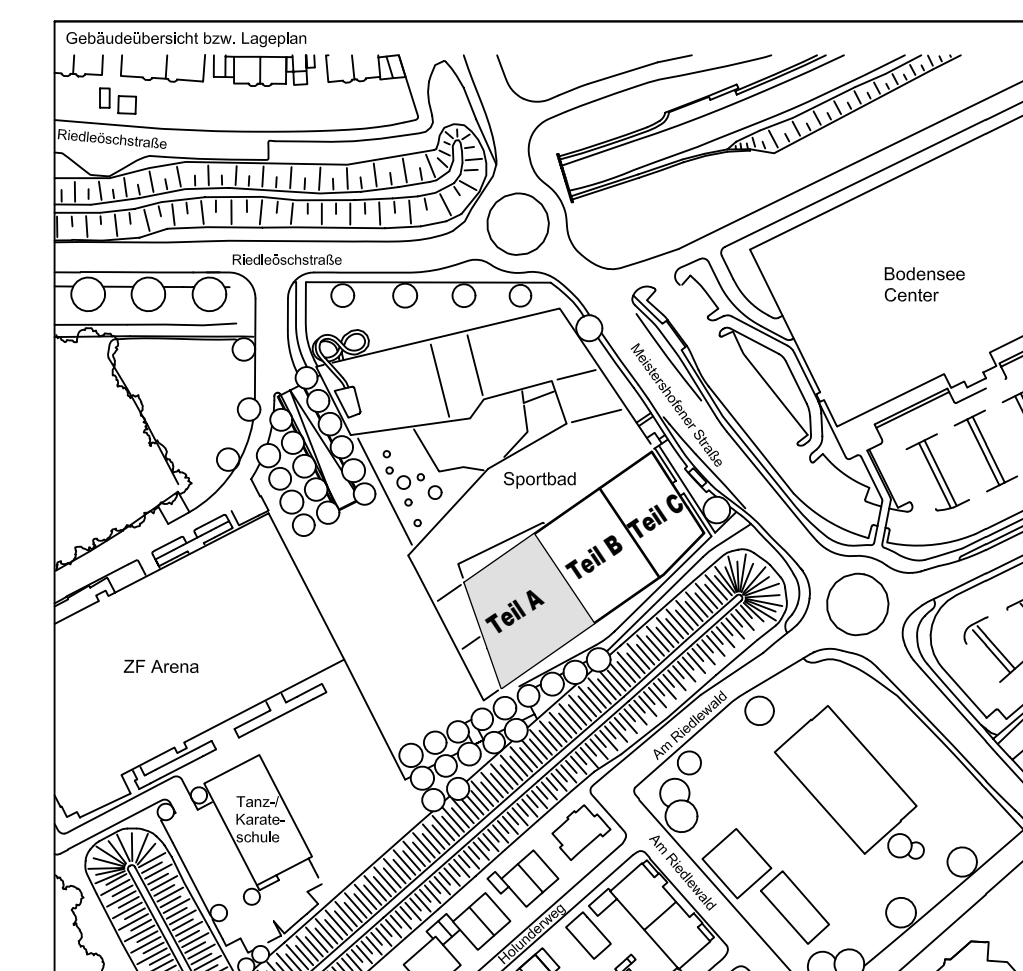 Gebäudeübersicht bzw. Lageplan
Riedleöschstraße
Riedleöschstraße
Bodensee
Center
Meistershofener Straße
Sportbad
Teil C
Teil B
Teil A
ZF Arena
Am Riedlewald
Tanz-/
Karate-
schule
Am Riedlewald
Holunderweg